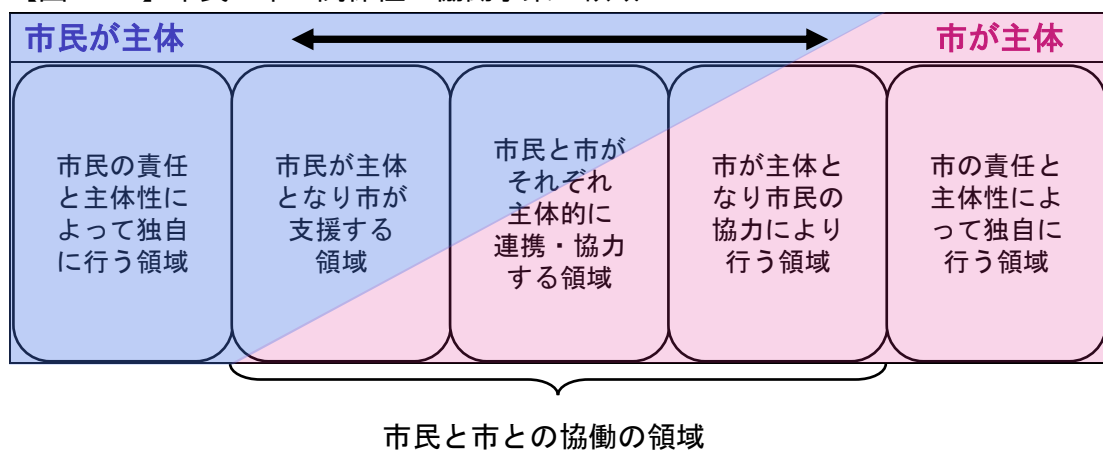 市民が主体
市が主体
市民の責任
と主体性に
よって独自
に行う領域
市民が主体
となり市が
支援する
領域
市民と市が
それぞれ
主体的に
連携・協力
する領域
市が主体と
なり市民の
協力により
行う領域
市の責任と
主体性によ
って独自に
行う領域
市民と市との協働の領域